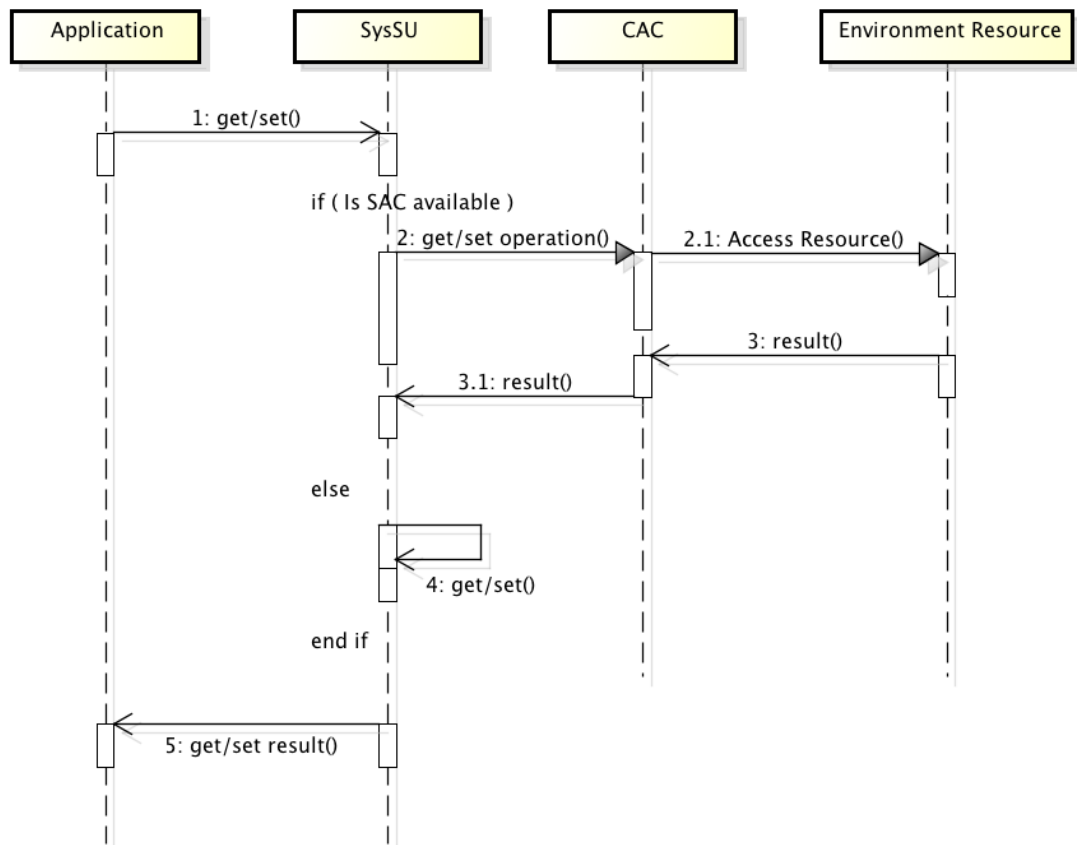 Application
SysSU
CAC
Environment Resource
1: get/set()
if ( Is SAC available )
2: get/set operation()
2.1: Access Resource()
3: result()
3.1: result()
else
4: get/set()
end if
5: get/set result()